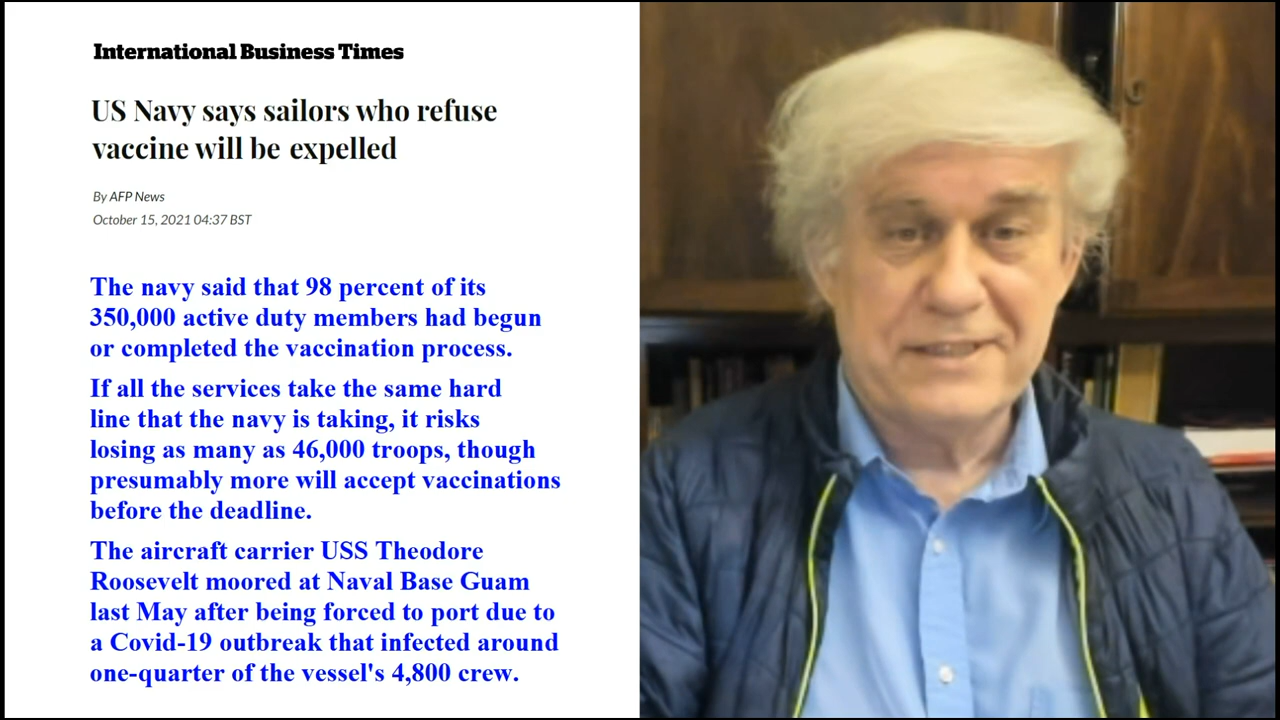 International Business Times
US Navy says sailors who refuse
vaccine will be expelled
By AFP News
October 15, 2021 04:37 BST
The navy said that 98 percent of its
350,000 active duty members had begun
or completed the vaccination process.
If all the services take the same hard
line that the navy is taking, it risks
losing as many as 46,000 troops, though
presumably more will accept vaccinations
before the deadline.
The aircraft carrier USS Theodore
Roosevelt moored at Naval Base Guam
last May after being forced to port due to
a Covid-19 outbreak that infected around
one-quarter of the vessel's 4,800 crew.